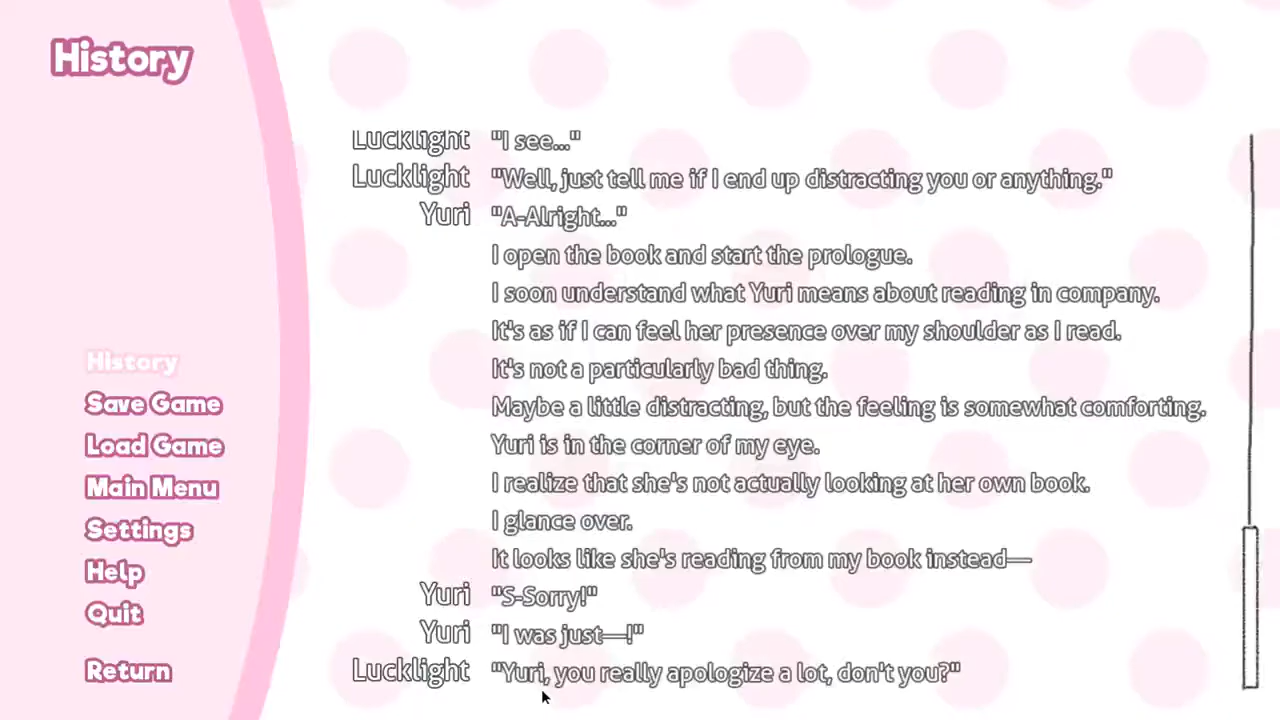 History
Lucklight "I see..."
Lucklight "Well, just tell me if I end up distracting you or anything."
Yuri "A-Alright..."
I open the book and start the prologue.
I soon understand what Yuri means about reading in company.
It's as if I can feel her presence over my shoulder as I read.
It's not a particularly bad thing.
Maybe a little distracting, but the feeling is somewhat comforting.
Yuri is in the corner of my eye.
I realize that she's not actually looking at her own book.
I glance over.
It looks like she's reading from my book instead—
Yuri "S-Sorry!"
Yuri "I was just—!"
Lucklight "Yuri, you really apologize a lot, don't you?"
History
Save Game
Load Game
Main Menu
Settings
Help
Quit
Return